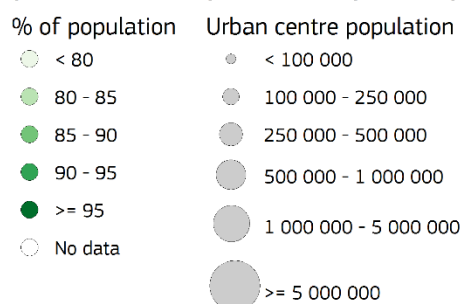 % of population
< 80
80 - 85
85 - 90
90 - 95
>= 95
No data
Urban centre population
< 100 000
100 000 - 250 000
250 000 - 500 000
500 000 - 1 000 000
1 000 000 - 5 000 000
>= 5 000 000